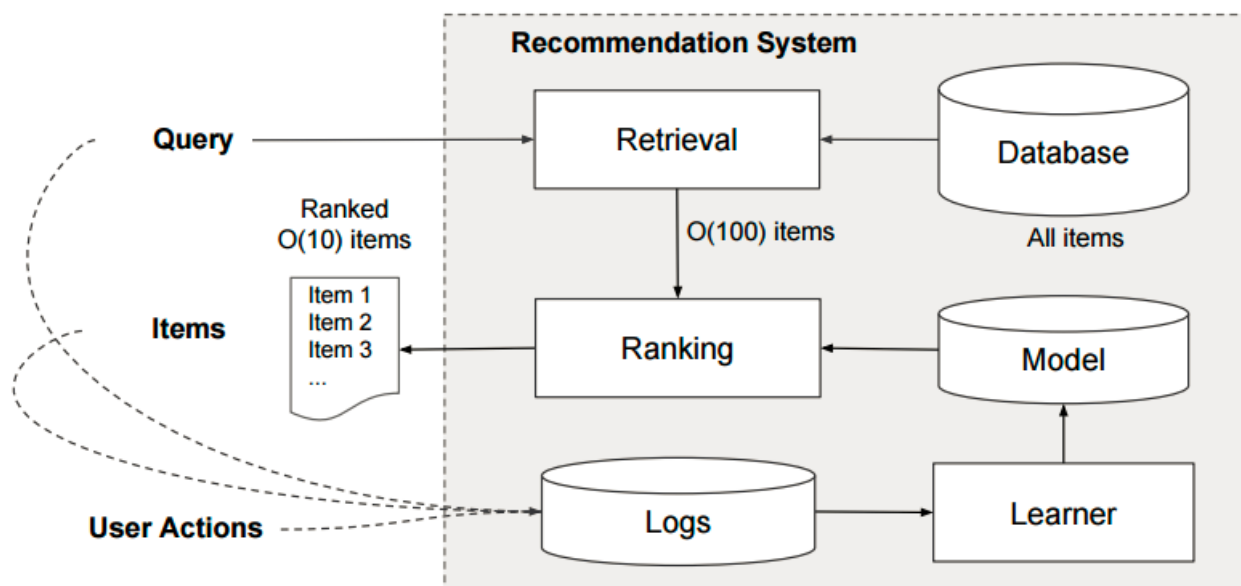 Recommendation System
Query
Retrieval
Database
Ranked
O(10) items
O(100) items
All items
Item 1
Item 2
Item 3
...
Items
Ranking
Model
User Actions
Logs
Learner